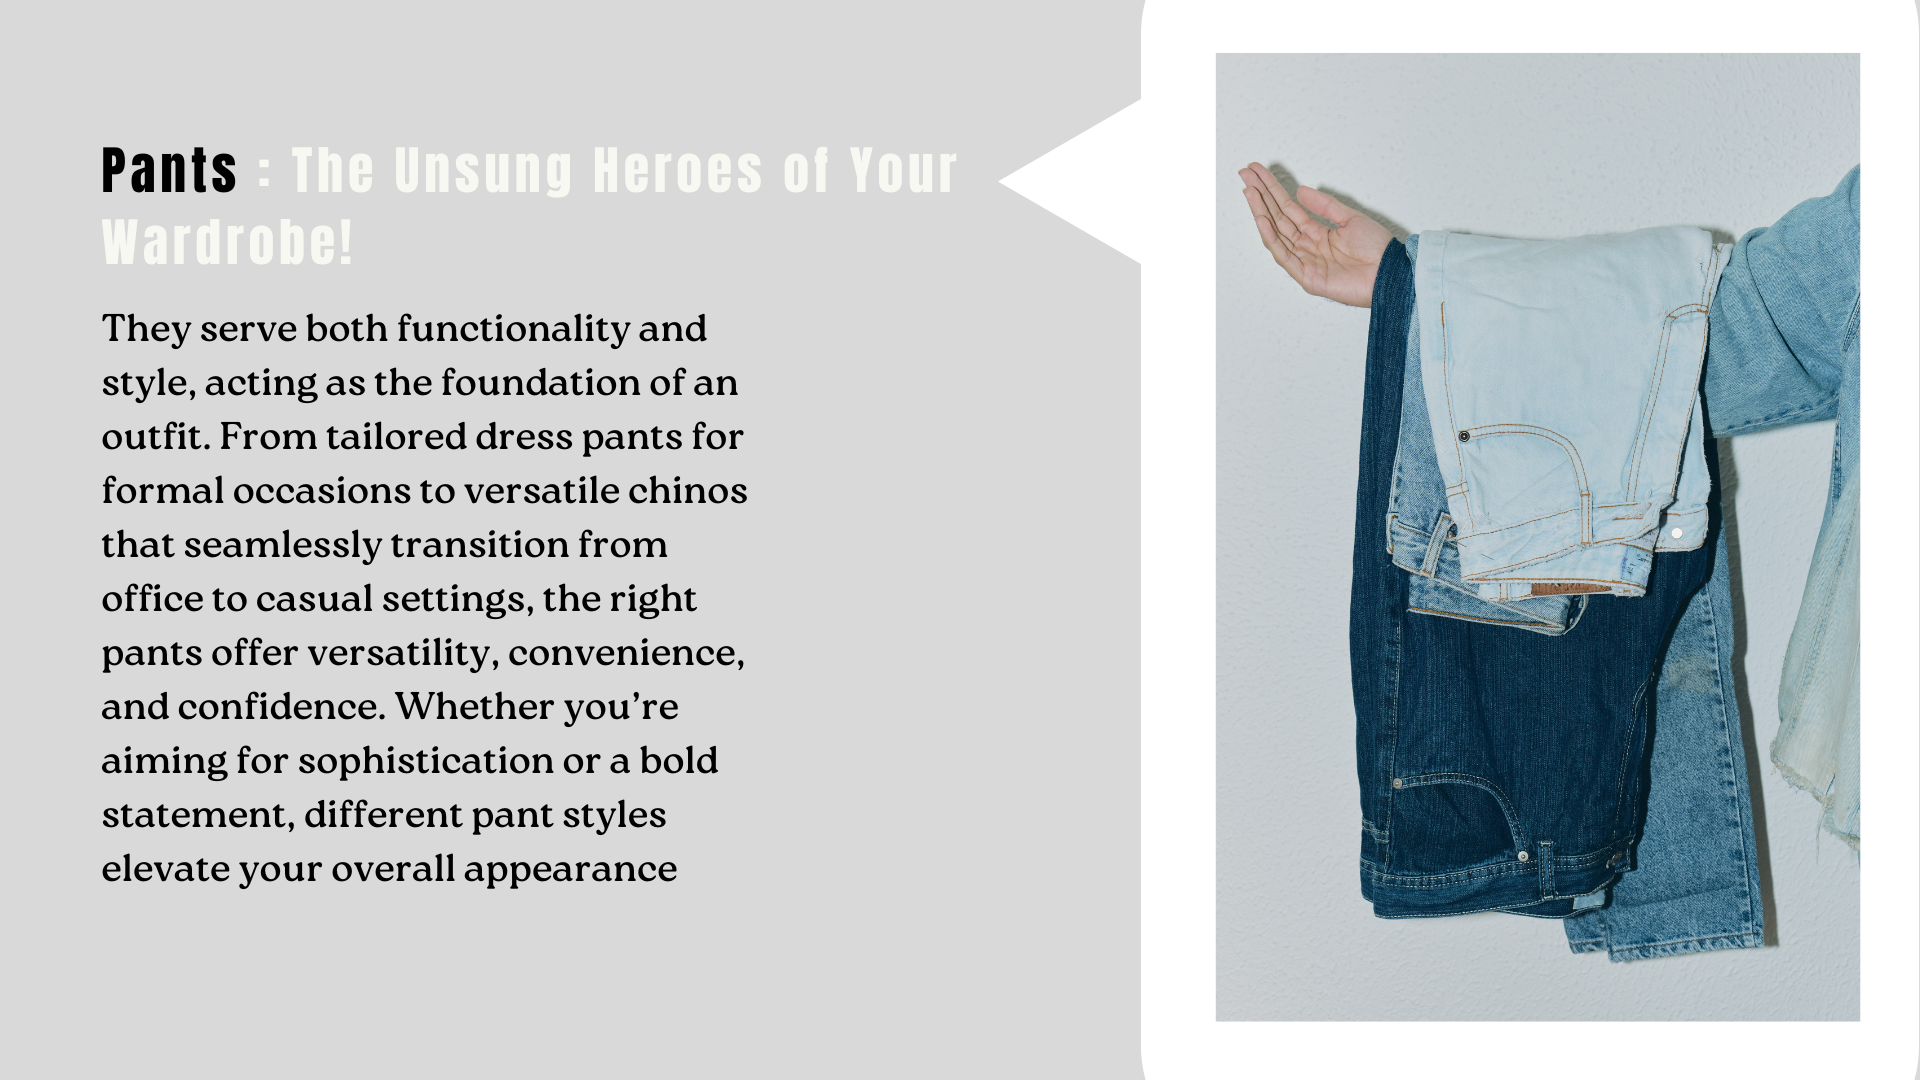 Pants : The Unsung Heroes of Your
Wardrobe!
They serve both functionality and
style, acting as the foundation of an
outfit. From tailored dress pants for
formal occasions to versatile chinos
that seamlessly transition from
office to casual settings, the right
pants offer versatility, convenience,
and confidence. Whether you’re
aiming for sophistication or a bold
statement, different pant styles
elevate your overall appearance